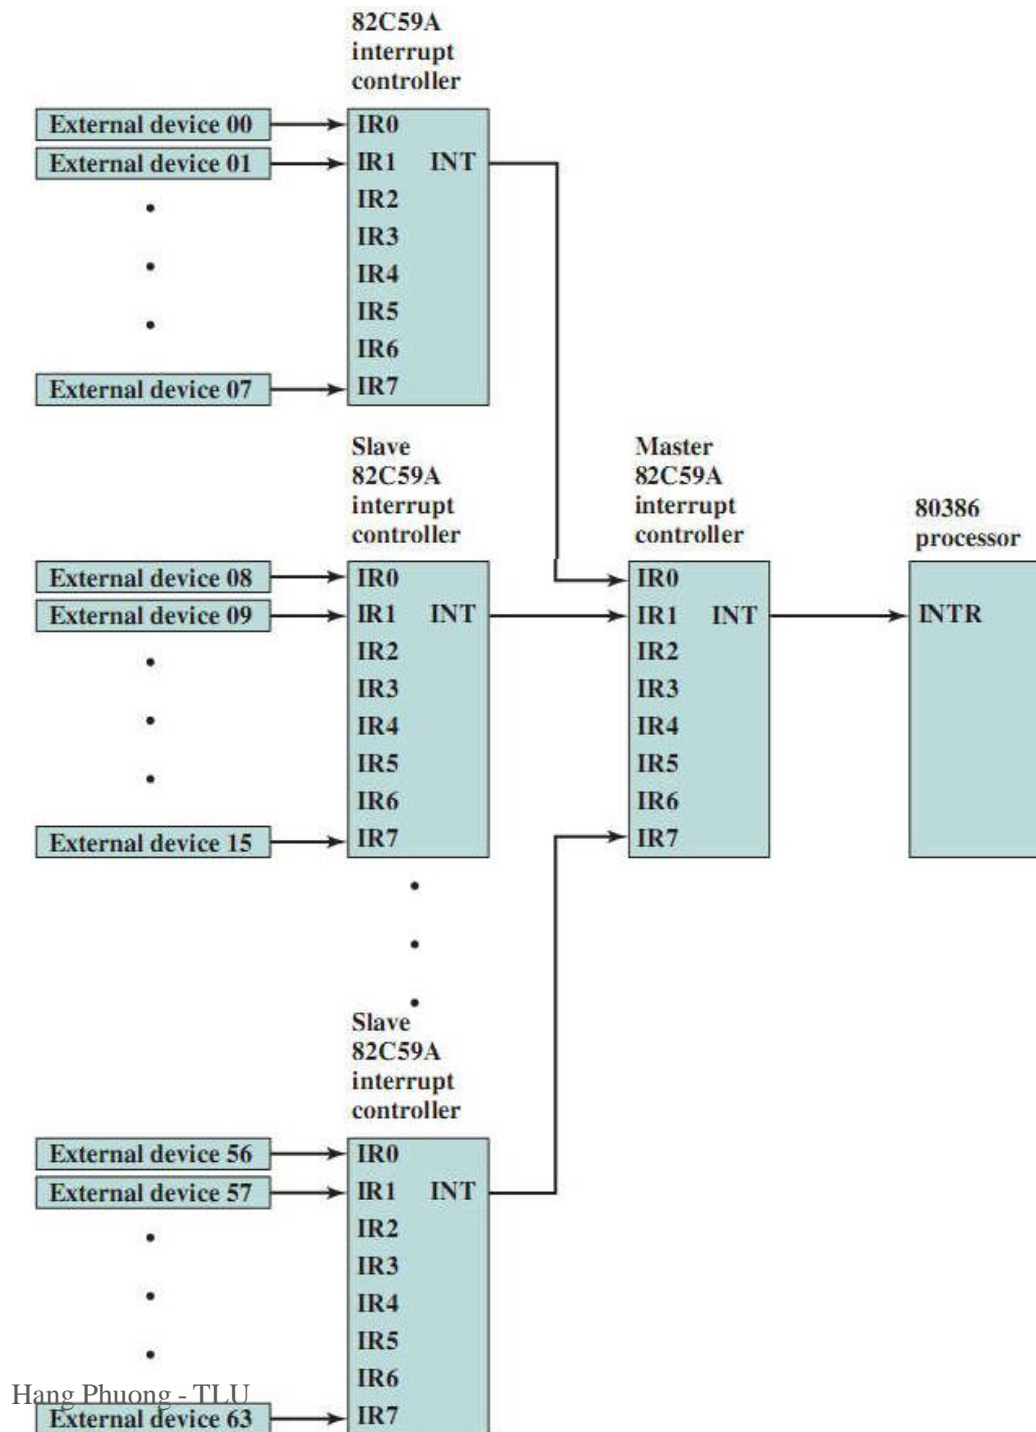 82C59A
interrupt
controller
External device 00
IR0
External device 01
IR1 INT
IR2
IR3
IR4
IR5
IR6
External device 07
IR7
Slave
82C59A
interrupt
controller
Master
82C59A
interrupt
controller
80386
processor
External device 08
IR0
IR0
External device 09
IR1 INT
IR1 INT
INTR
IR2
IR2
IR3
IR3
IR4
IR4
IR5
IR5
IR6
IR6
External device 15
IR7
IR7
Slave
82C59A
interrupt
controller
External device 56
IR0
External device 57
IR1 INT
IR2
IR3
IR4
IR5
IR6
Hang Phuong - TLU
External device 63
IR7